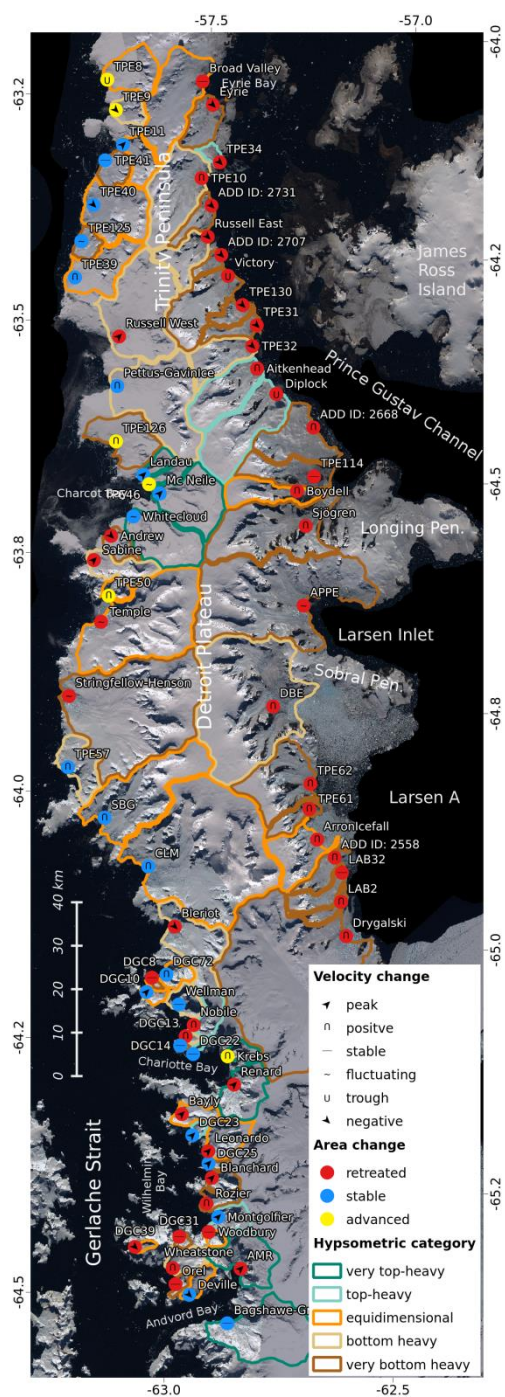 -57.5
-57.0
-64.0
-63.2
TPE8
Broad Valley
Eyrie Bay
TPE9
Eyrie
TPE11
TPE34
TPE41
TPE10
TPE40
ADD ID: 2731
Trinity Peninsula
TPE125
Russell East
ADD ID: 2707
TPE39
Victory
James
Ross
Island
-64.2
TPE130
-63.5
TPE31
Russell West
TPE32
Prince Gustav Channel
Aitkenhead
Pettus-GavinIce
Diplock
ADD ID: 2668
TPE126
TPE114
Landau
Mc Neile
-64.5
Charcot Bay
TPE46
Boydell
Whitecloud
Sjögren
Longing Pen.
Andrew
-63.8
Sabine
TPE50
APPE
Temple
Larsen Inlet
Detroit Plateau
Sobral Pen.
Stringfellow-Henson
DBE
-64.8
TPE57
TPE62
-64.0
TPE61
Larsen A
SBG
ArronIcefall
ADD ID: 2558
CLM
LAB32
LAB2
40 km
30
20
10
0
Bleriot
Drygalski
-65.0
DGC8
DGC72
DGC10
Wellman
Nobile
DGC13
-64.2
DGC14
DGC22
Charlotte Bay
Krebs
Renard
Bayly
DGC23
Leonardo
DGC25
Blanchard
Wilhelmina
Bay
Gerlache Strait
Rozier
-65.2
DGC31
Montgolfier
DGC39
Woodbury
Wheatstone
Orel
AMR
-64.5
Deville
Andvord Bay
Bagshawe-G
Velocity change
peak
positve
stable
fluctuating
trough
negative
Area change
retreated
stable
advanced
Hypsometric category
very top-heavy
top-heavy
equidimensional
bottom heavy
very bottom heavy
-63.0
-62.5